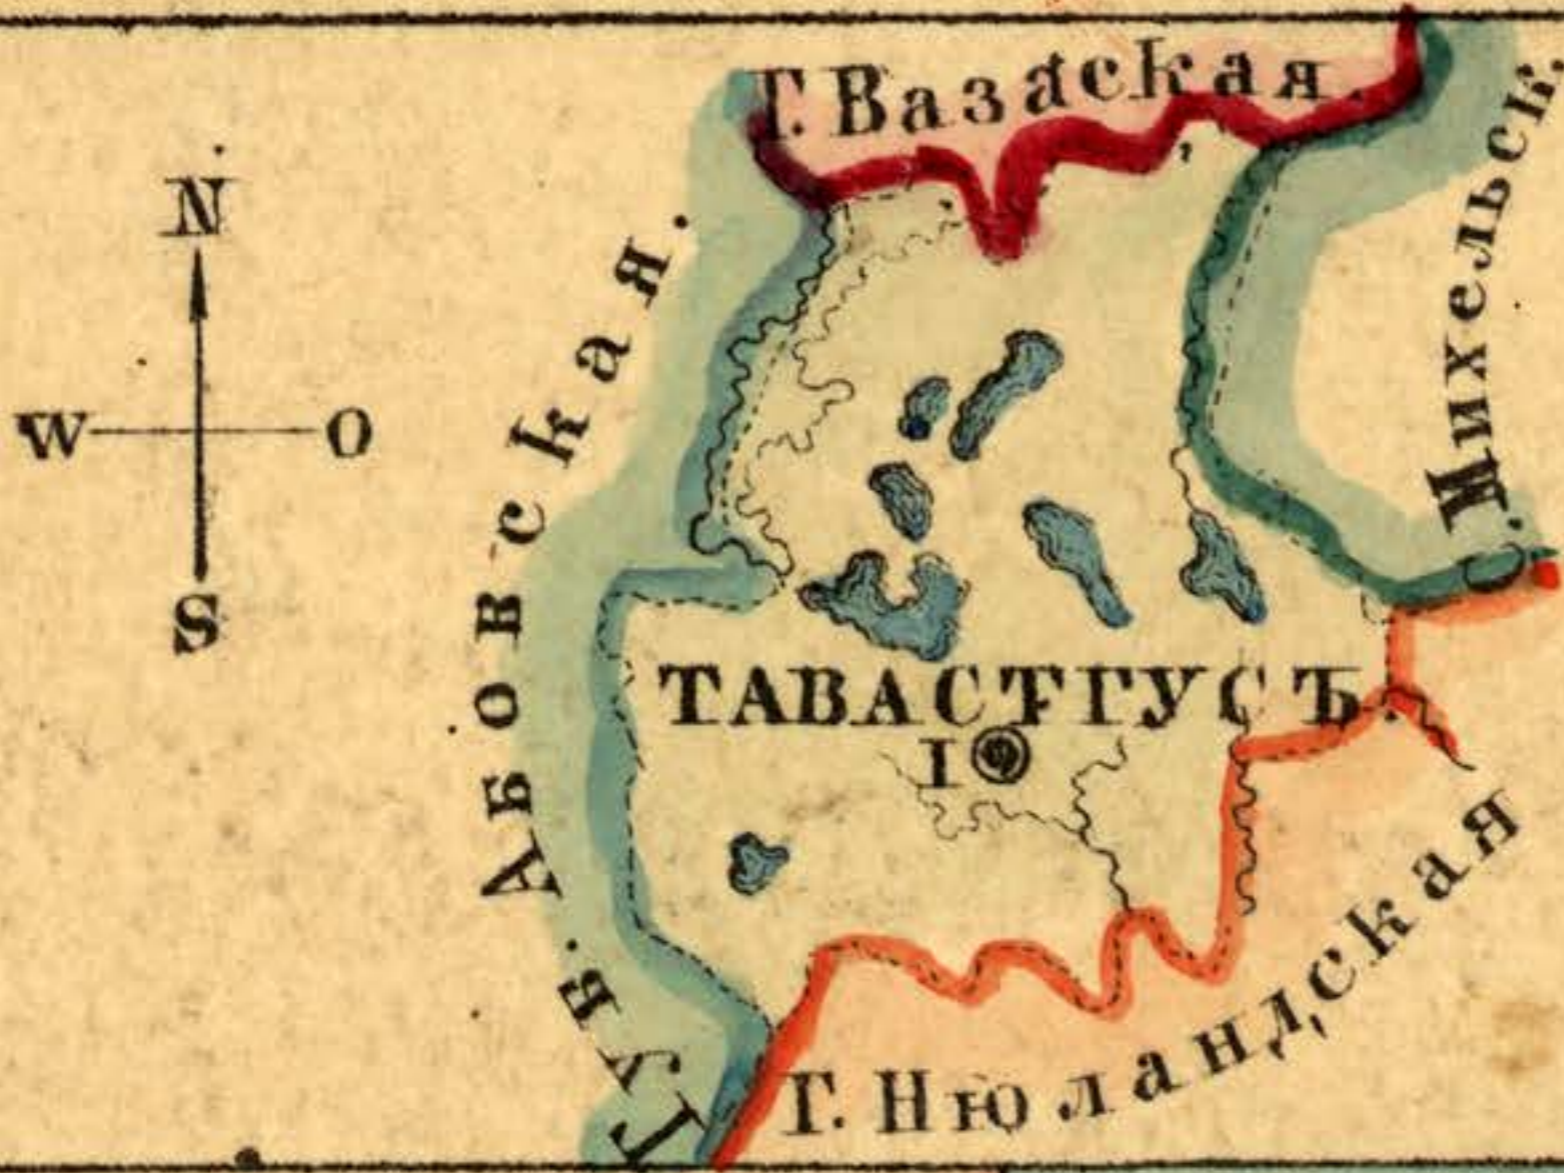 Г. Вазаская.
N
W O
S
ГУБ. АБОВСКАЯ.
С. Михельск.
ТАВАСТГУСЪ.
I
Г. Нюландская